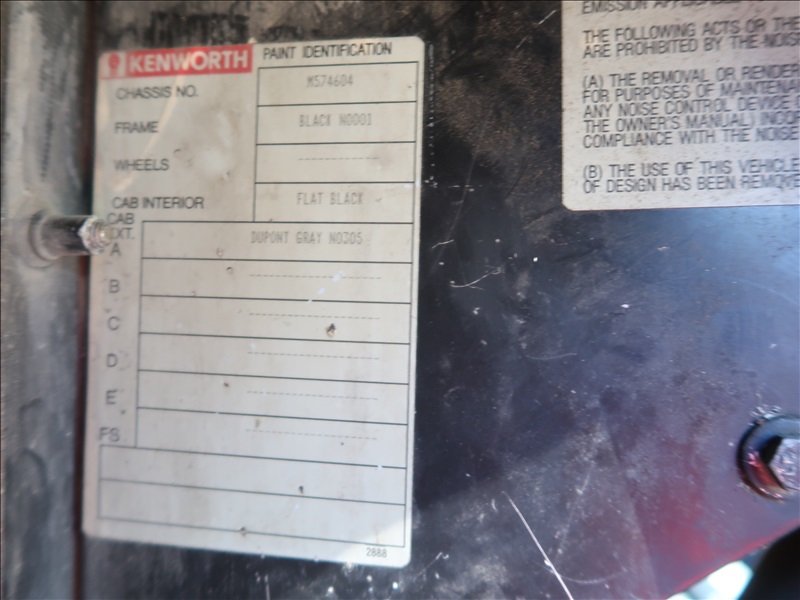 KENWORTH PAINT IDENTIFICATION
CHASSIS NO. M574604
FRAME BLACK N0001
WHEELS --------------
CAB INTERIOR FLAT BLACK
CAB
EXT.
A DUPONT GRAY N0305
B --------------
C --------------
D --------------
E --------------
FS --------------
2888
EMISSION
THE FOLLOWING ACTS OR THE
ARE PROHIBITED BY THE NOISE
(A) THE REMOVAL OR RENDER
FOR PURPOSES OF MAINTENA
ANY NOISE CONTROL DEVICE
THE OWNER'S MANUAL) INCOR
COMPLIANCE WITH THE NOISE
(B) THE USE OF THIS VEHICLE
OF DESIGN HAS BEEN REMOVE